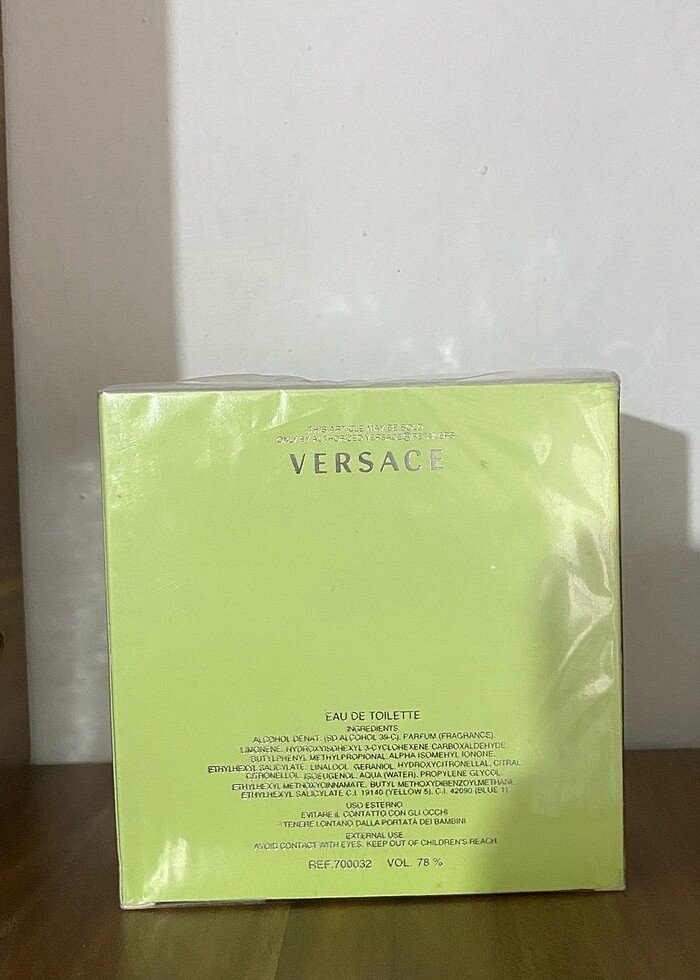 THIS ARTICLE MAY BE SOLD
ONLY BY AUTHORIZED VERSACE RETAILERS
VERSACE
EAU DE TOILETTE
INGREDIENTS:
ALCOHOL DENAT. (SD ALCOHOL 39-C), PARFUM (FRAGRANCE),
LIMONENE, HYDROXYISOHEXYL 3-CYCLOHEXENE CARBOXALDEHYDE,
BUTYLPHENYL METHYLPROPIONAL, ALPHA ISOMEHYL IONONE,
ETHYLHEXYL SALICYLATE, LINALOOL, GERANIOL, HYDROXYCITRONELLAL, CITRAL
CITRONELLOL, ISOEUGENOL, AQUA (WATER), PROPYLENE GLYCOL,
ETHYLHEXYL METHOXYCINNAMATE, BUTYL METHOXYDIBENZOYLMETHANE
ETHYLHEXYL SALICYLATE C.I. 19140 (YELLOW 5), C.I. 42090 (BLUE 1).
USO ESTERNO
EVITARE IL CONTATTO CON GLI OCCHI
TENERE LONTANO DALLA PORTATA DEI BAMBINI
EXTERNAL USE
AVOID CONTACT WITH EYES. KEEP OUT OF CHILDREN'S REACH
REF.700032 VOL. 78 %